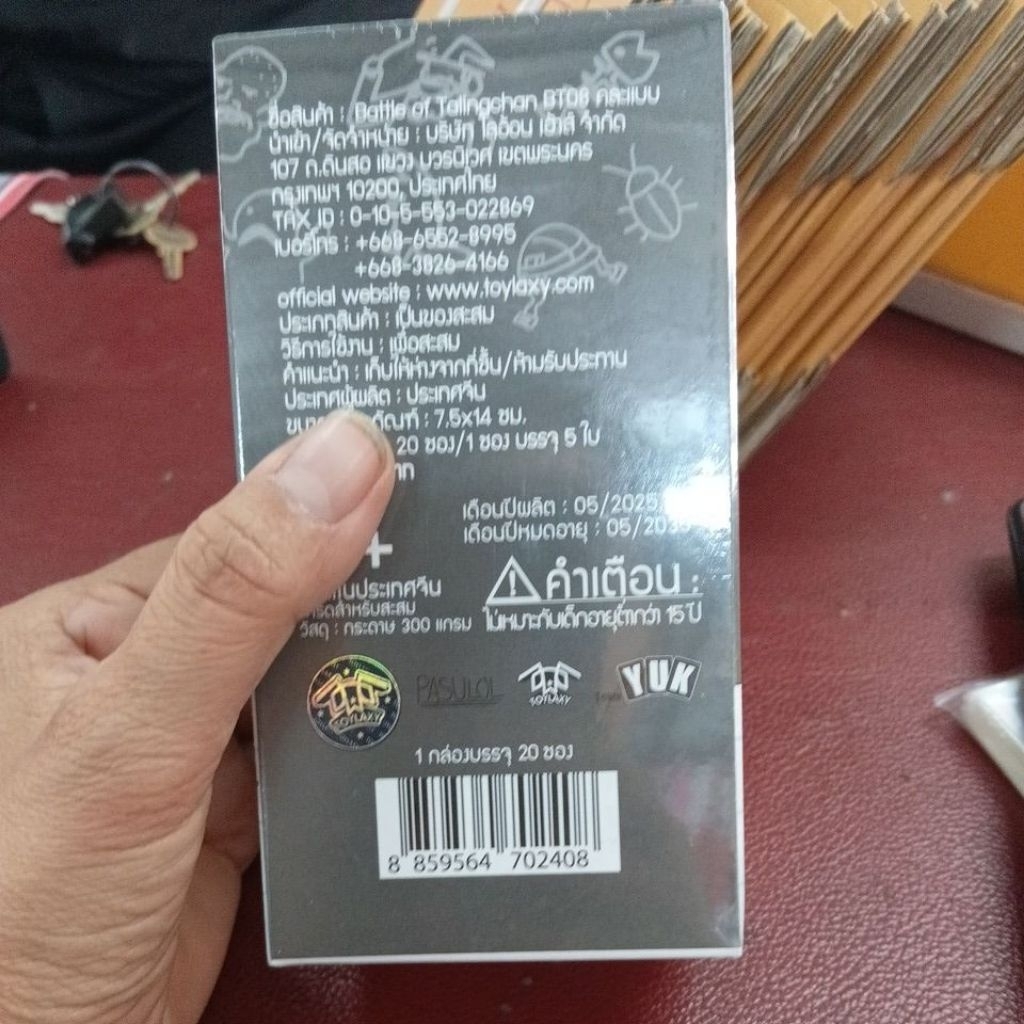 ชื่อสินค้า : Battle of Talingchan BT08 คละแบบ
นำเข้า/จัดจำหน่าย : บริษัท ไลอ้อน เฮ้าส์ จำกัด
107 ถ.ดินสอ แขวง บวรนิเวศ เขตพระนคร
กรุงเทพฯ 10200, ประเทศไทย
TAX ID : 0-10-5-553-022869
เบอร์โทร : +668-6552-8995
+668-3826-4166
official website : www.toylaxy.com
ประเภทสินค้า : เป็นของสะสม
วิธีการใช้งาน : เพื่อสะสม
คำแนะนำ : เก็บให้ห่างจากที่ชื้น/ห้ามรับประทาน
ประเทศผู้ผลิต : ประเทศจีน
: 7.5x14 ซม.
20 ซอง/1 ซอง บรรจุ 5 ใบ
เดือนปีผลิต : 05/2025
เดือนปีหมดอายุ : 05/20
+
ประเทศจีน
คำเตือน :
สำหรับสะสม
ไม่เหมาะกับเด็กอายุต่ำกว่า 15 ปี
วัสดุ : กระดาษ 300 แกรม
TOYLAXY
PASULOL
TOYLAXY
YUK
1 กล่องบรรจุ 20 ซอง
8 859564 702408